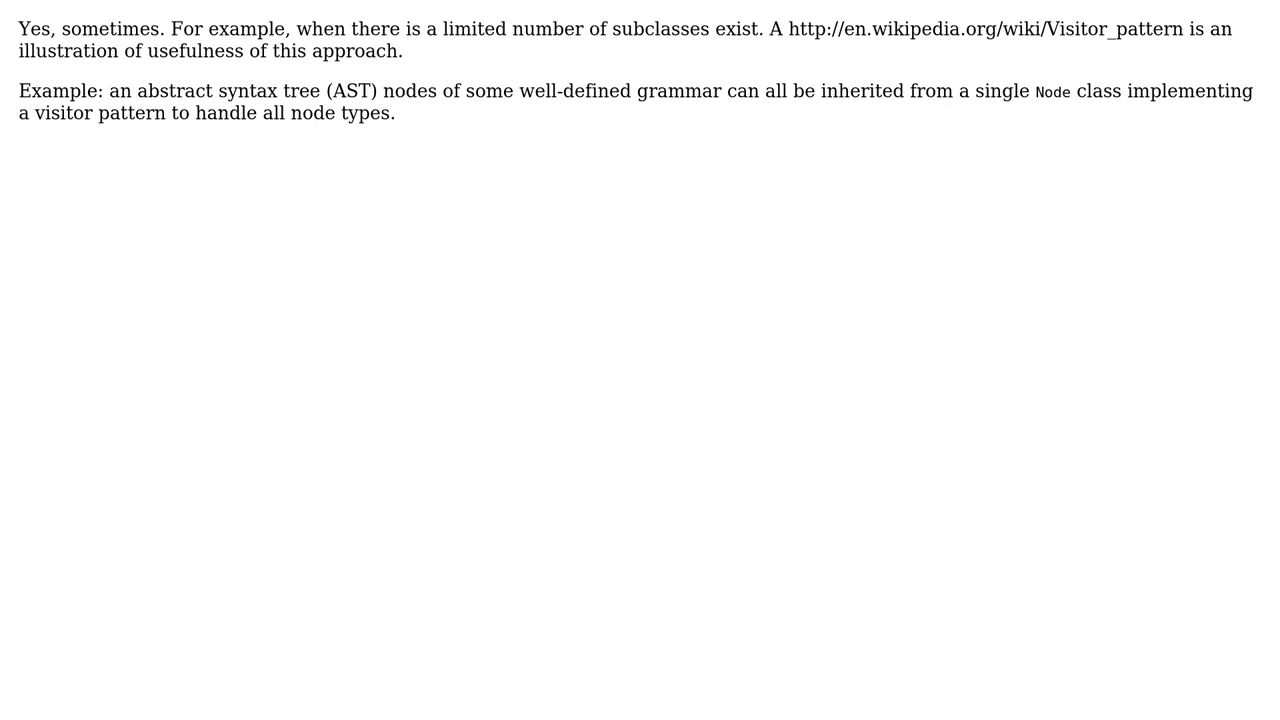 Yes, sometimes. For example, when there is a limited number of subclasses exist. A http://en.wikipedia.org/wiki/Visitor_pattern is an
illustration of usefulness of this approach.
Example: an abstract syntax tree (AST) nodes of some well-defined grammar can all be inherited from a single Node class implementing
a visitor pattern to handle all node types.